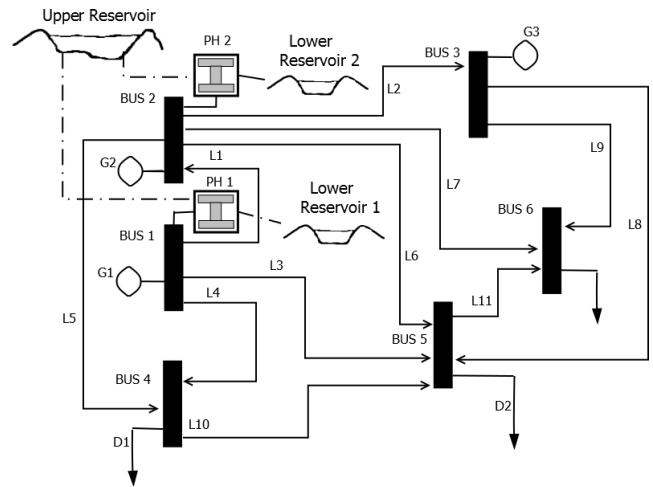 Upper Reservoir
PH 2
Lower
Reservoir 2
BUS 3
G3
BUS 2
L2
L1
G2
L9
L7
PH 1
Lower
Reservoir 1
BUS 6
BUS 1
L8
L6
G1
L3
L4
L11
L5
BUS 5
BUS 4
D2
L10
D1